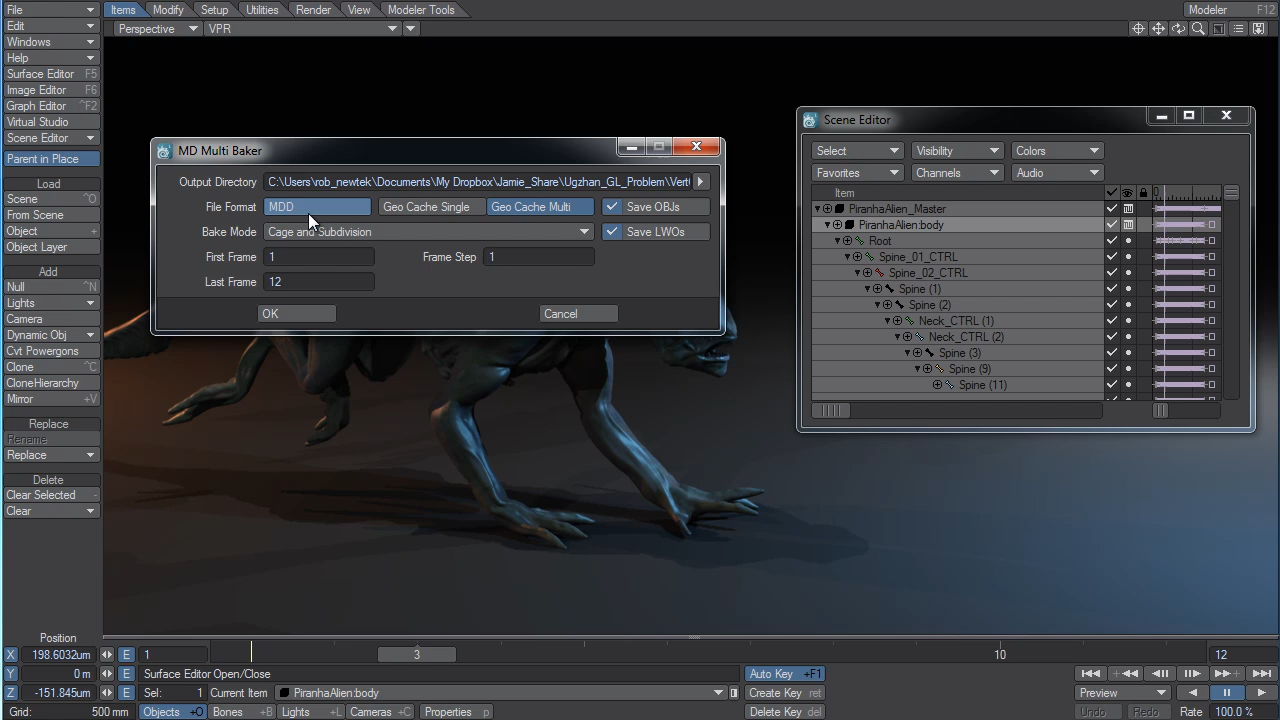 File Items Modify Setup Utilities Render View Modeler Tools Modeler F12
Edit Perspective VPR
Windows
Help
Surface Editor F5
Image Editor F6
Graph Editor ^F2
Virtual Studio
Scene Editor
Parent in Place
Load
Scene O
From Scene
Object +
Object Layer
Add
Null ^N
Lights
Camera
Dynamic Obj
Cvt Powergons
Clone ^C
CloneHierarchy
Mirror +V
Replace
Rename
Replace
Delete
Clear Selected -
Clear
MD Multi Baker
Output Directory C:\Users\rob_newtek\Documents\My Dropbox\Jamie_Share\Ugzhan_GL_Problem\Vert
File Format MDD Geo Cache Single Geo Cache Multi Save OBJs
Bake Mode Cage and Subdivision Save LWOs
First Frame 1 Frame Step 1
Last Frame 12
OK Cancel
Scene Editor
Select Visibility Colors
Favorites Channels Audio
Item 0
PiranhaAlien_Master
PiranhaAlien:body
Root
Spine_01_CTRL
Spine_02_CTRL
Spine (1)
Spine (2)
Neck_CTRL (1)
Neck_CTRL (2)
Spine (3)
Spine (9)
Spine (11)
Position
X 198.6032um E 1 3 10 12
Y 0 m E Surface Editor Open/Close Auto Key +F1
Z -151.845um E Sel: 1 Current Item PiranhaAlien:body Create Key ret Preview
Grid: 500 mm Objects +O Bones +B Lights +L Cameras +C Properties p Delete Key del Undo Redo Rate 100.0 %